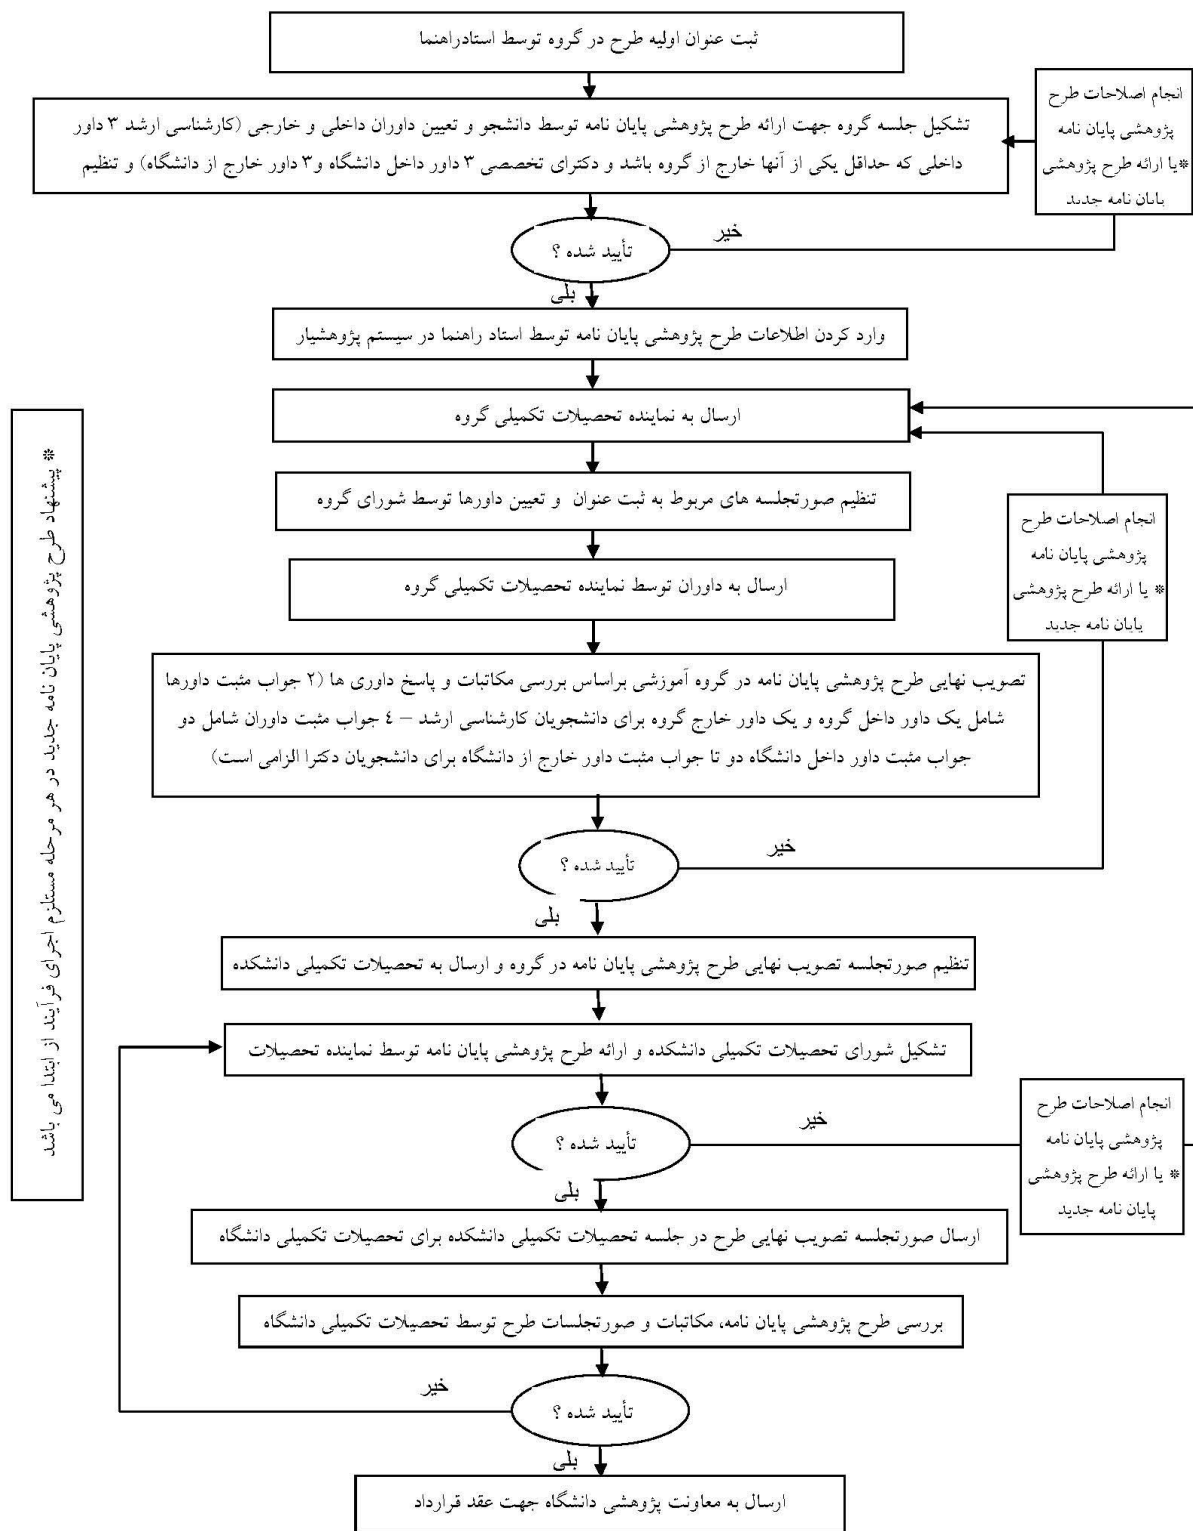 ثبت عنوان اولیه طرح در گروه توسط استادراهنما
انجام اصلاحات طرح
پژوهشی پایان نامه
*یا ارائه طرح پژوهشی
پایان نامه جدید
تشکیل جلسه گروه جهت ارائه طرح پژوهشی پایان نامه توسط دانشجو و تعیین داوران داخلی و خارجی (کارشناسی ارشد ۳ داور
داخلی که حداقل یکی از آنها خارج از گروه باشد و دکترای تخصصی ۳ داور داخل دانشگاه و۳ داور خارج از دانشگاه) و تنظیم
تأیید شده ؟
خیر
بلی
وارد کردن اطلاعات طرح پژوهشی پایان نامه توسط استاد راهنما در سیستم پژوهشیار
ارسال به نماینده تحصیلات تکمیلی گروه
تنظیم صورتجلسه های مربوط به ثبت عنوان و تعیین داورها توسط شورای گروه
انجام اصلاحات طرح
پژوهشی پایان نامه
* یا ارائه طرح پژوهشی
پایان نامه جدید
ارسال به داوران توسط نماینده تحصیلات تکمیلی گروه
تصویب نهایی طرح پژوهشی پایان نامه در گروه آموزشی براساس بررسی مکاتبات و پاسخ داوری ها (۲ جواب مثبت داورها
شامل یک داور داخل گروه و یک داور خارج گروه برای دانشجویان کارشناسی ارشد – ٤ جواب مثبت داوران شامل دو
جواب مثبت داور داخل دانشگاه دو تا جواب مثبت داور خارج از دانشگاه برای دانشجویان دکترا الزامی است)
تأیید شده ؟
خیر
بلی
تنظیم صورتجلسه تصویب نهایی طرح پژوهشی پایان نامه در گروه و ارسال به تحصیلات تکمیلی دانشکده
تشکیل شورای تحصیلات تکمیلی دانشکده و ارائه طرح پژوهشی پایان نامه توسط نماینده تحصیلات
تأیید شده ؟
خیر
انجام اصلاحات طرح
پژوهشی پایان نامه
* یا ارائه طرح پژوهشی
پایان نامه جدید
بلی
ارسال صورتجلسه تصویب نهایی طرح در جلسه تحصیلات تکمیلی دانشکده برای تحصیلات تکمیلی دانشگاه
بررسی طرح پژوهشی پایان نامه، مکاتبات و صورتجلسات طرح توسط تحصیلات تکمیلی دانشگاه
تأیید شده ؟
خیر
بلی
ارسال به معاونت پژوهشی دانشگاه جهت عقد قرارداد
* پیشنهاد طرح پژوهشی پایان نامه جدید در هر مرحله مستلزم اجرای فرآیند از ابتدا می باشد